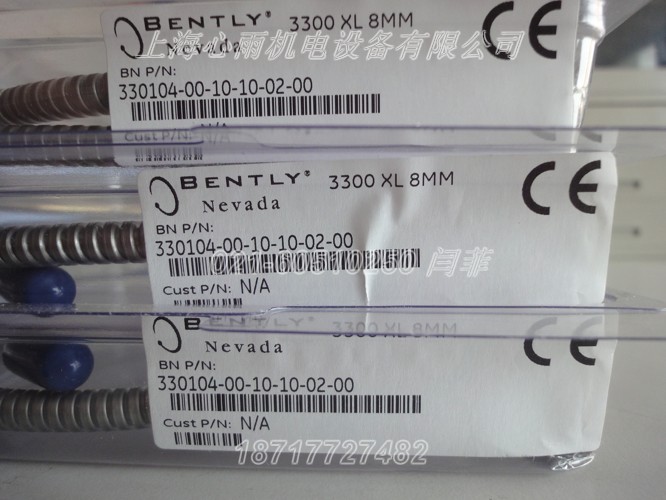 BENTLY® 3300 XL 8MM
Nevada
上海心雨机电设备有限公司
BN P/N:
330104-00-10-10-02-00
Cust P/N: N/A
BENTLY® 3300 XL 8MM
Nevada
BN P/N:
330104-00-10-10-02-00
闫菲
Cust P/N: N/A
BENTLY® 3300 XL 8MM
Nevada
BN P/N:
330104-00-10-10-02-00
Cust P/N: N/A
18717727482